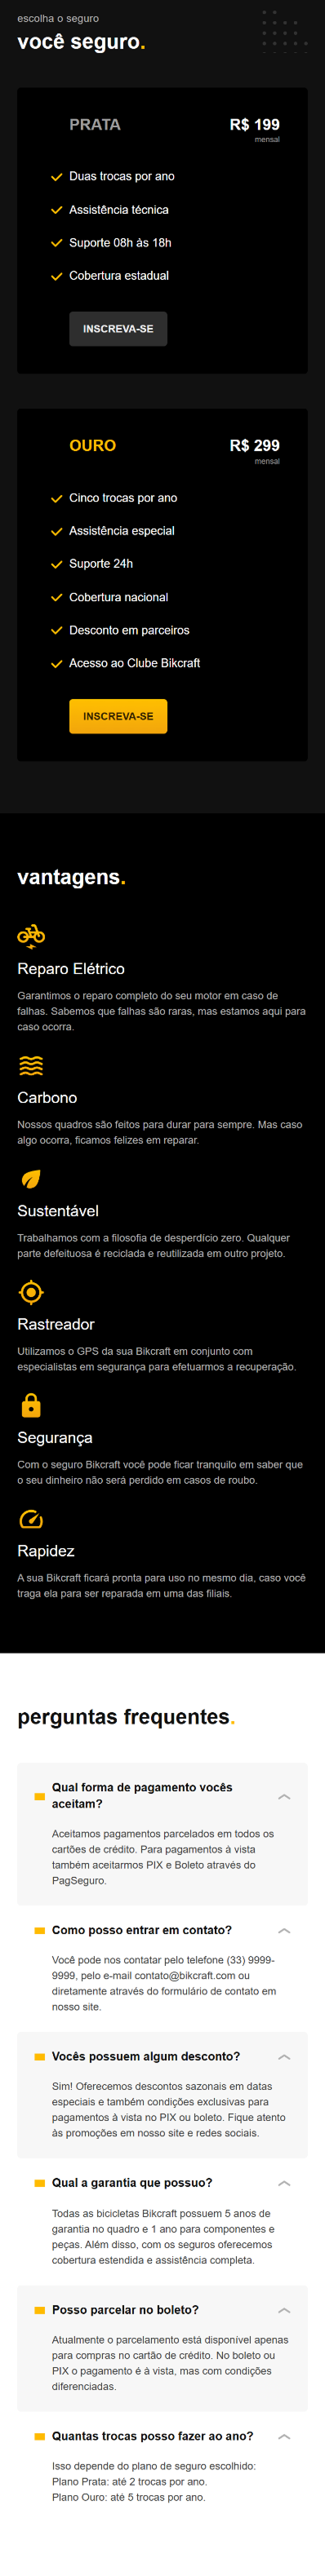 escolha o seguro
você seguro.
PRATA
R$ 199
mensal
Duas trocas por ano
Assistência técnica
Suporte 08h às 18h
Cobertura estadual
INSCREVA-SE
OURO
R$ 299
mensal
Cinco trocas por ano
Assistência especial
Suporte 24h
Cobertura nacional
Desconto em parceiros
Acesso ao Clube Bikcraft
INSCREVA-SE
vantagens.
Reparo Elétrico
Garantimos o reparo completo do seu motor em caso de
falhas. Sabemos que falhas são raras, mas estamos aqui para
caso ocorra.
Carbono
Nossos quadros são feitos para durar para sempre. Mas caso
algo ocorra, ficamos felizes em reparar.
Sustentável
Trabalhamos com a filosofia de desperdício zero. Qualquer
parte defeituosa é reciclada e reutilizada em outro projeto.
Rastreador
Utilizamos o GPS da sua Bikcraft em conjunto com
especialistas em segurança para efetuarmos a recuperação.
Segurança
Com o seguro Bikcraft você pode ficar tranquilo em saber que
o seu dinheiro não será perdido em casos de roubo.
Rapidez
A sua Bikcraft ficará pronta para uso no mesmo dia, caso você
traga ela para ser reparada em uma das filiais.
perguntas frequentes.
Qual forma de pagamento vocês
aceitam?
Aceitamos pagamentos parcelados em todos os
cartões de crédito. Para pagamentos à vista
também aceitarmos PIX e Boleto através do
PagSeguro.
Como posso entrar em contato?
Você pode nos contatar pelo telefone (33) 9999-
9999, pelo e-mail contato@bikcraft.com ou
diretamente através do formulário de contato em
nosso site.
Vocês possuem algum desconto?
Sim! Oferecemos descontos sazonais em datas
especiais e também condições exclusivas para
pagamentos à vista no PIX ou boleto. Fique atento
às promoções em nosso site e redes sociais.
Qual a garantia que possuo?
Todas as bicicletas Bikcraft possuem 5 anos de
garantia no quadro e 1 ano para componentes e
peças. Além disso, com os seguros oferecemos
cobertura estendida e assistência completa.
Posso parcelar no boleto?
Atualmente o parcelamento está disponível apenas
para compras no cartão de crédito. No boleto ou
PIX o pagamento é à vista, mas com condições
diferenciadas.
Quantas trocas posso fazer ao ano?
Isso depende do plano de seguro escolhido:
Plano Prata: até 2 trocas por ano.
Plano Ouro: até 5 trocas por ano.